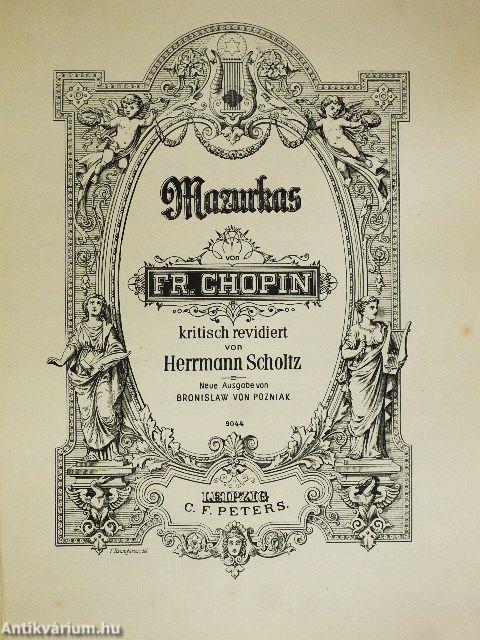 Mazurkas
von
FR. CHOPIN
kritisch revidiert
von
Herrmann Scholtz
Neue Ausgabe von
BRONISLAW VON POZNIAK.
9044
LEIPZIG
C. F. PETERS.
Antikvárium.hu